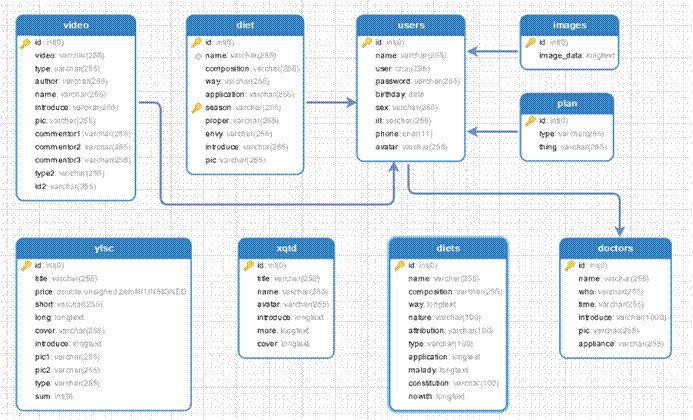 video
id: int(0)
video: varchar(255)
type: varchar(255)
author: varchar(255)
name: varchar(255)
introduce: varchar(255)
pic: varchar(255)
commentor1: varchar(255)
commentor2: varchar(255)
commentor3: varchar(255)
type2: varchar(255)
id2: varchar(255)
diet
id: int(0)
name: varchar(255)
composition: varchar(255)
way: varchar(255)
application: varchar(255)
season: varchar(255)
proper: varchar(255)
envy: varchar(255)
introduce: varchar(255)
pic: varchar(255)
users
id: int(0)
name: varchar(255)
user: char(255)
password: varchar(255)
birthday: date
sex: varchar(255)
ill: varchar(255)
phone: char(11)
avatar: varchar(255)
images
id: int(0)
image_data: longtext
plan
id: int(0)
type: varchar(255)
thing: varchar(255)
yfsc
id: int(0)
title: varchar(255)
price: double unsigned zerofill UNSIGNED
short: varchar(255)
long: longtext
cover: varchar(255)
introduce: longtext
pic1: varchar(255)
pic2: varchar(255)
type: varchar(255)
sum: int(0)
xqtd
id: int(0)
title: varchar(255)
name: varchar(255)
avatar: varchar(255)
introduce: longtext
more: longtext
cover: longtext
diets
id: int(0)
name: varchar(255)
composition: varchar(255)
way: longtext
nature: varchar(100)
attribution: varchar(100)
type: varchar(100)
application: longtext
malady: longtext
constitution: varchar(100)
nowith: longtext
doctors
id: int(0)
name: varchar(255)
who: varchar(255)
time: varchar(255)
introduce: varchar(1000)
pic: varchar(255)
appliance: varchar(255)